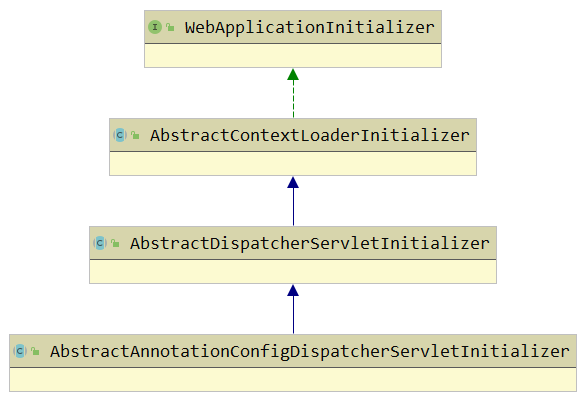 I WebApplicationInitializer
C AbstractContextLoaderInitializer
C AbstractDispatcherServletInitializer
C AbstractAnnotationConfigDispatcherServletInitializer